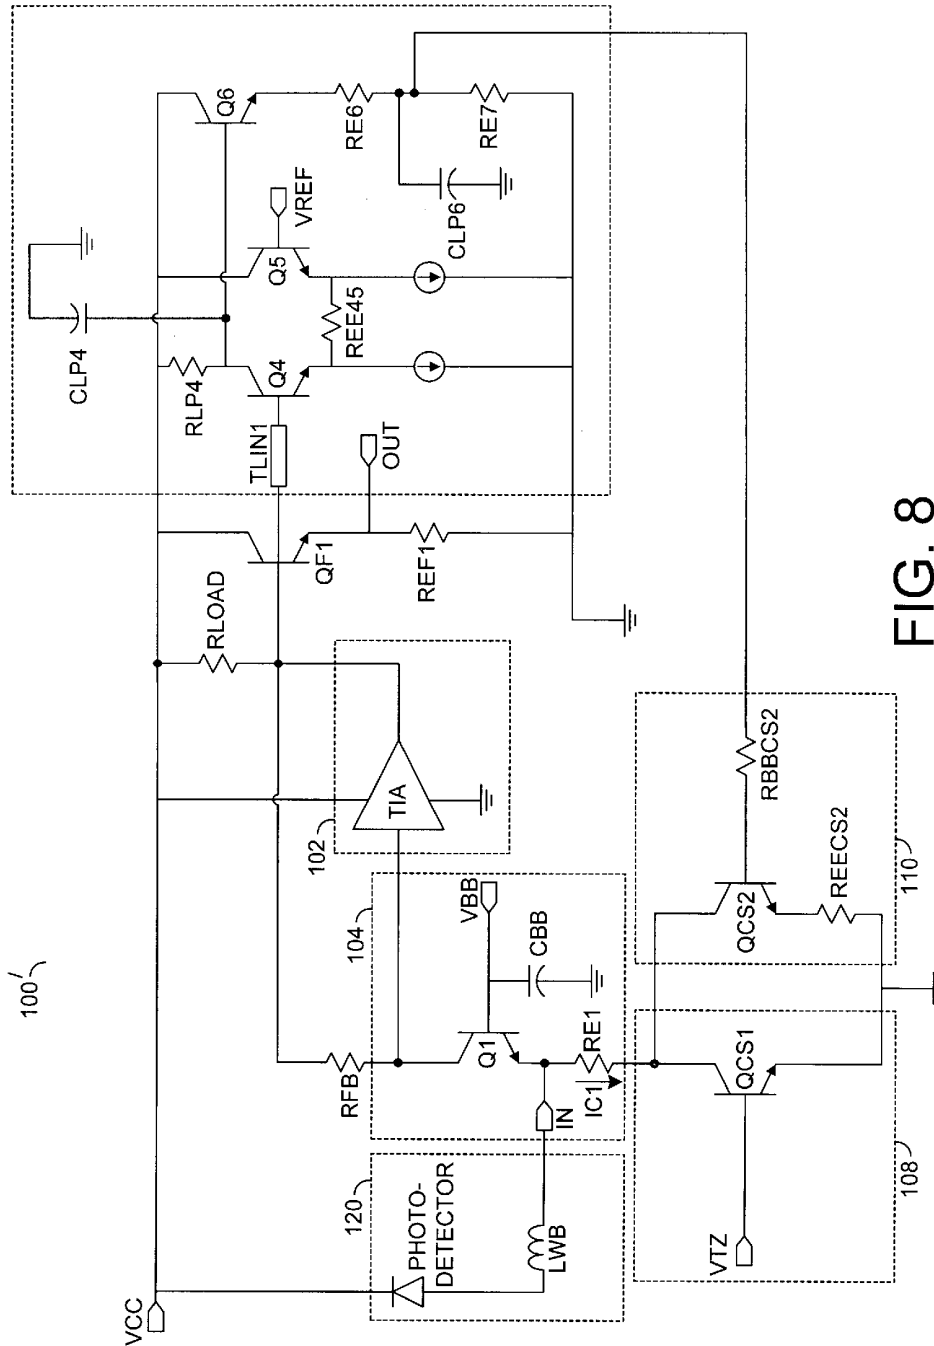 100'
VCC
120
PHOTO-
DETECTOR
LWB
IN
104
RFB
Q1
VBB
CBB
RE1
IC1
102
TIA
RLOAD
QF1
REF1
OUT
TLIN1
CLP4
RLP4
Q4
REE45
Q5
VREF
Q6
RE6
CLP6
RE7
VTZ
QCS1
108
QCS2
RBBCS2
REECS2
110
FIG. 8